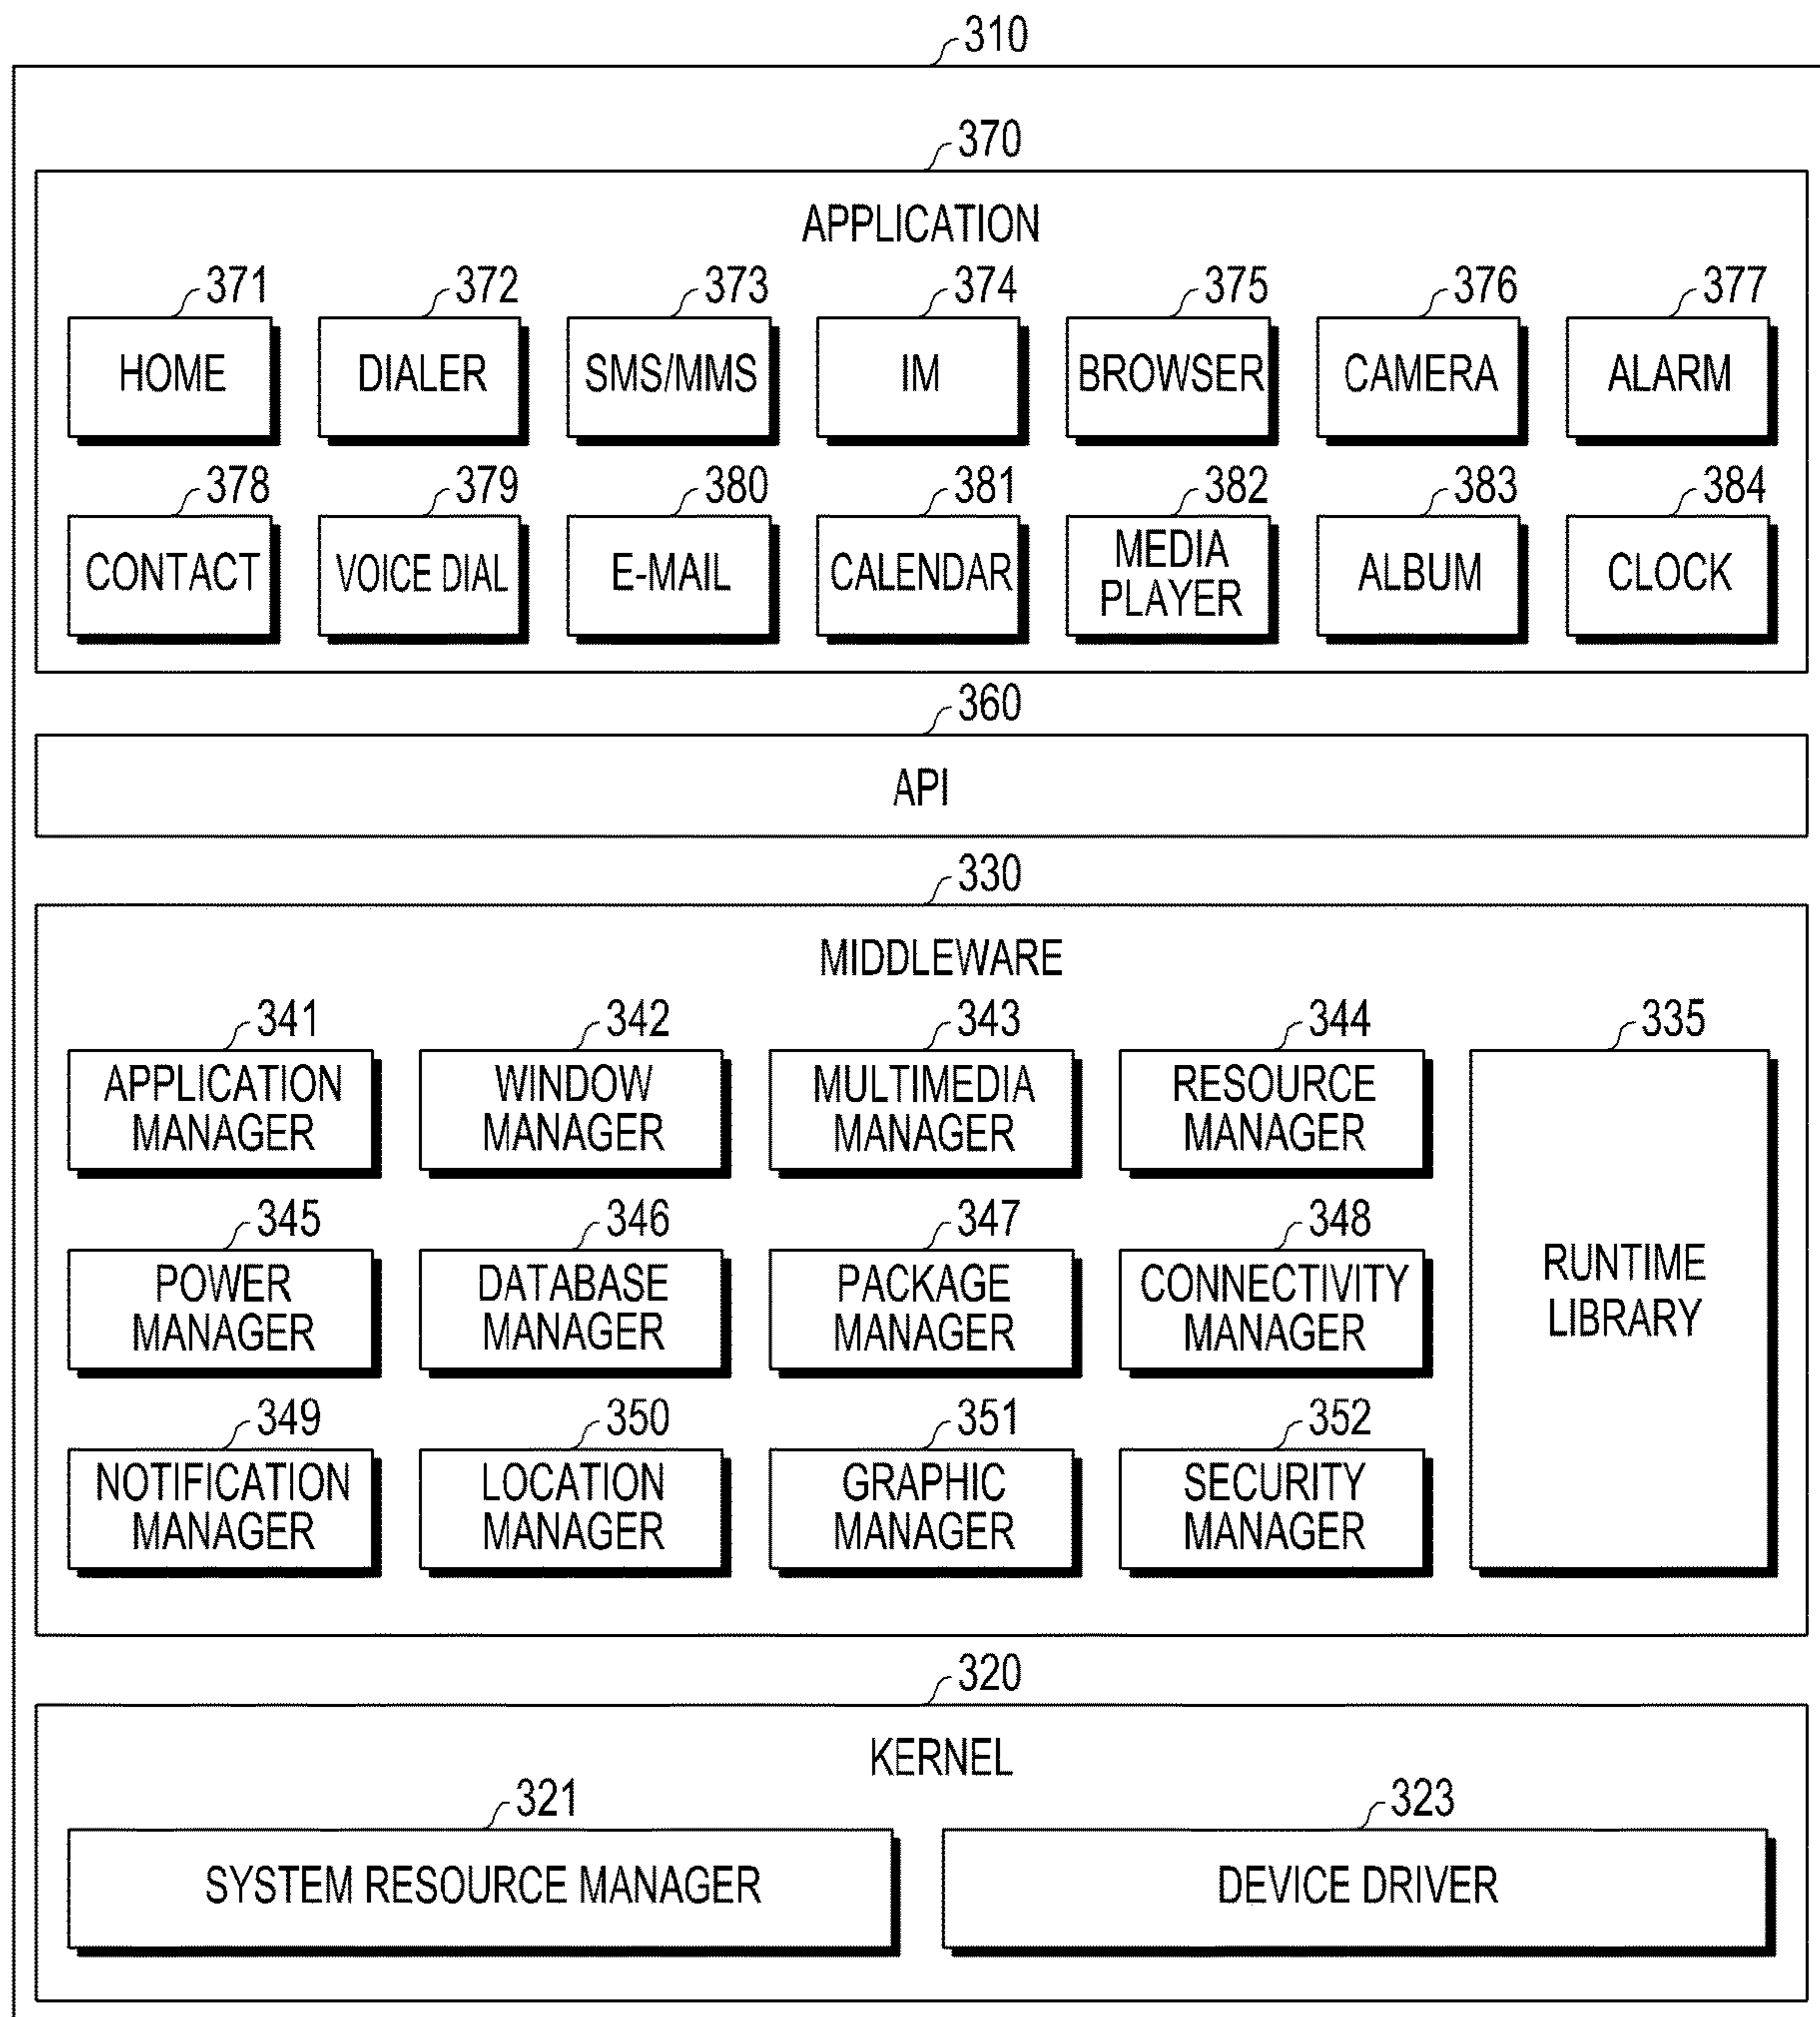 310
370
APPLICATION
371 372 373 374 375 376 377
HOME DIALER SMS/MMS IM BROWSER CAMERA ALARM
378 379 380 381 382 383 384
CONTACT VOICE DIAL E-MAIL CALENDAR MEDIA PLAYER ALBUM CLOCK
360
API
330
MIDDLEWARE
341 342 343 344 335
APPLICATION MANAGER WINDOW MANAGER MULTIMEDIA MANAGER RESOURCE MANAGER
345 346 347 348
POWER MANAGER DATABASE MANAGER PACKAGE MANAGER CONNECTIVITY MANAGER RUNTIME LIBRARY
349 350 351 352
NOTIFICATION MANAGER LOCATION MANAGER GRAPHIC MANAGER SECURITY MANAGER
320
KERNEL
321 323
SYSTEM RESOURCE MANAGER DEVICE DRIVER